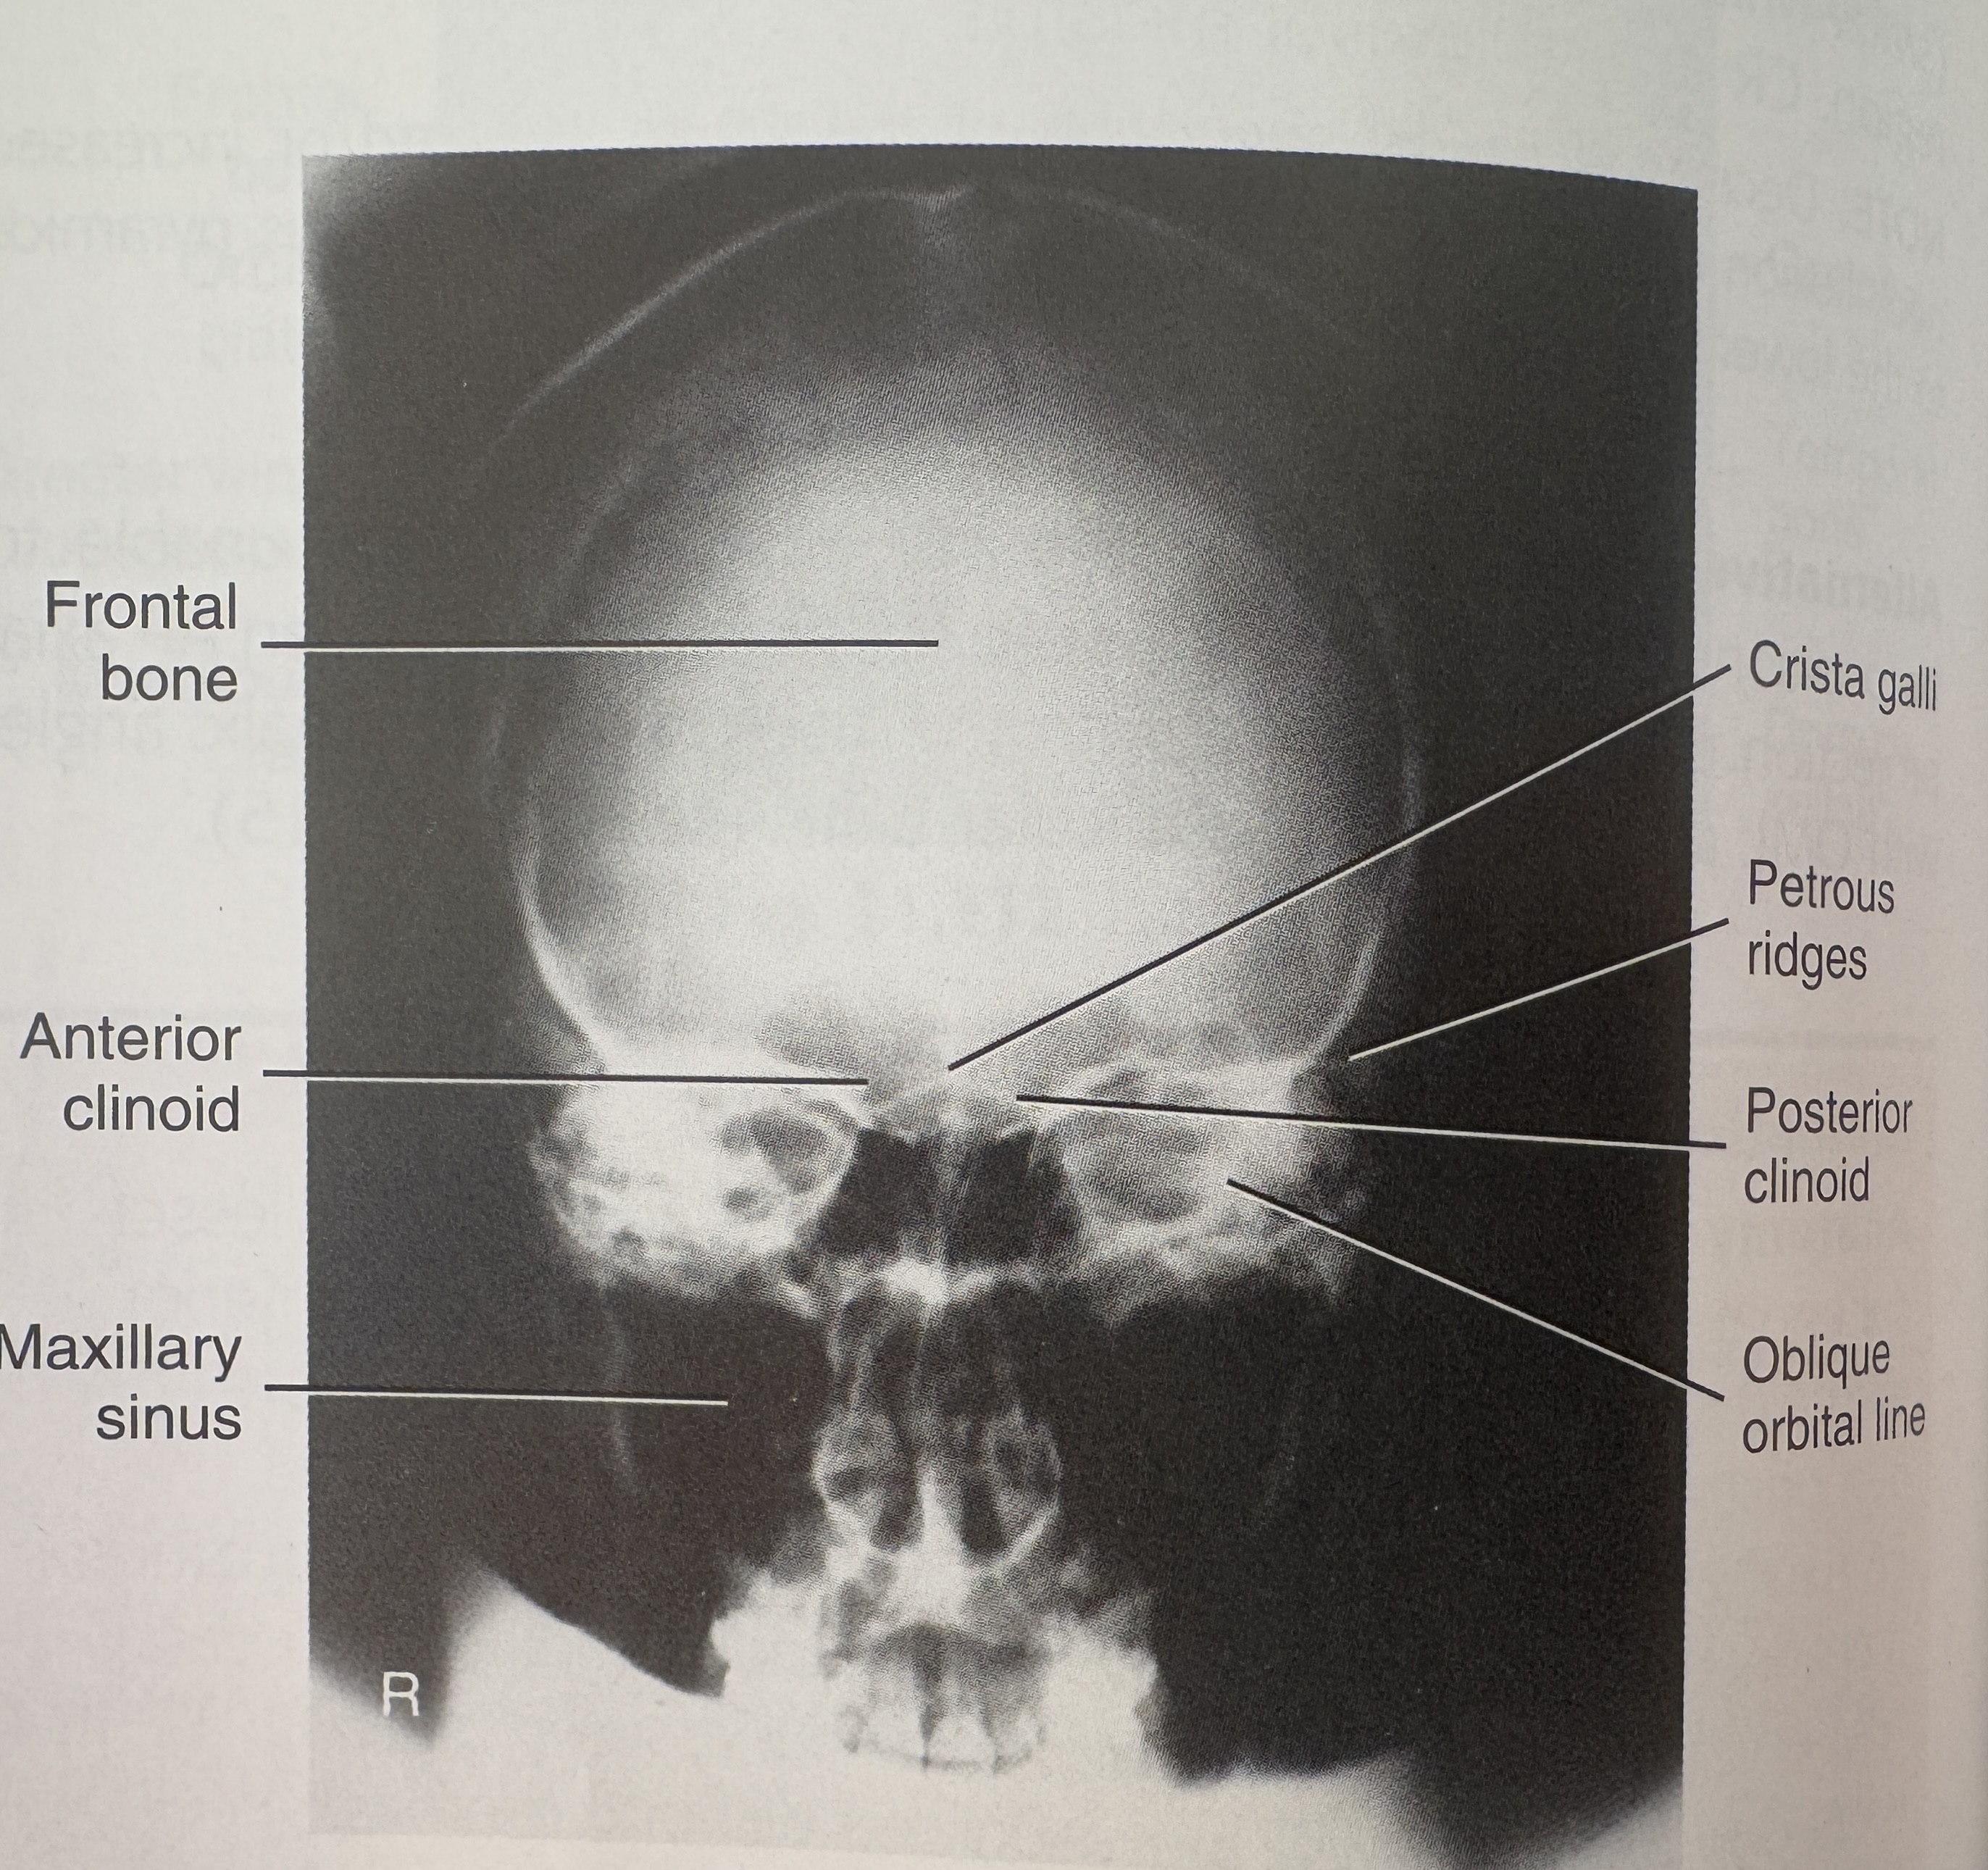 Frontal
bone
Crista galli
Petrous
ridges
Anterior
clinoid
Posterior
clinoid
Maxillary
sinus
Oblique
orbital line
R